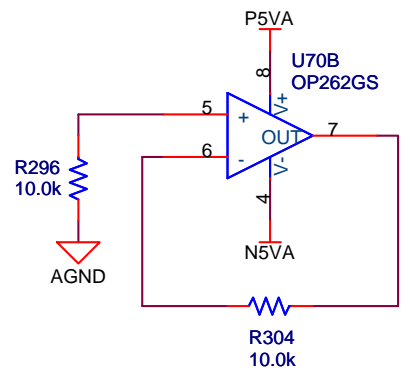 P5VA
U70B
OP262GS
8
V+
5
+
OUT
7
6
-
V-
4
R296
10.0k
AGND
N5VA
R304
10.0k